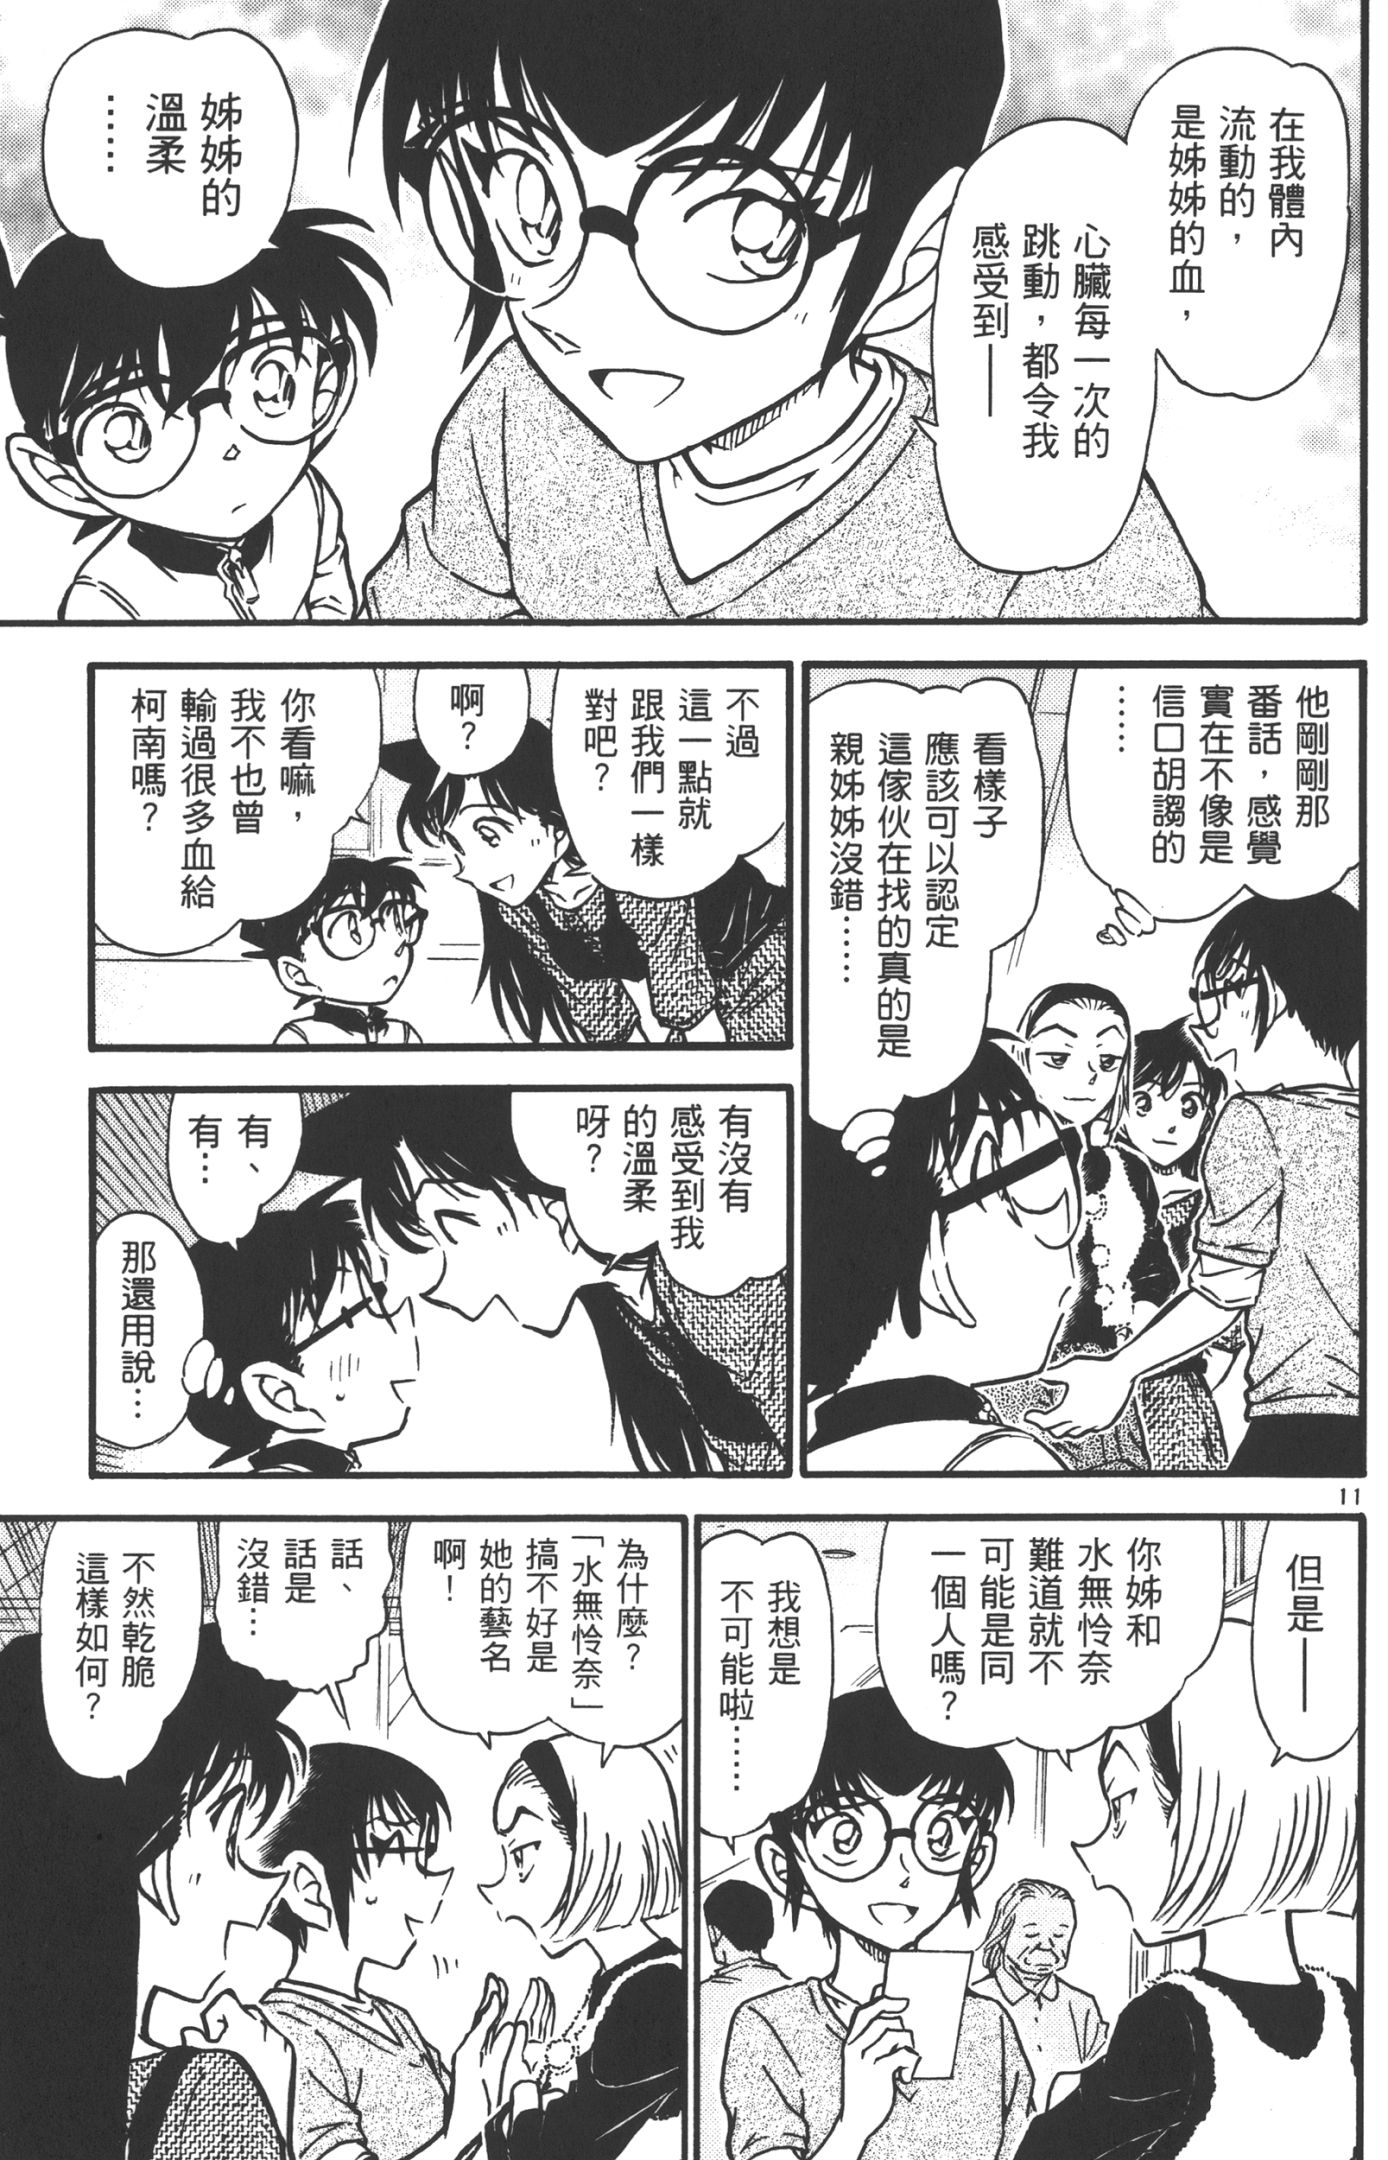 在我體內
流動的，
是姊姊的血，
心臟每一次的
跳動，都令我
感受到——
姊姊的
溫柔
……
他剛剛那
番話，感覺
實在不像是
信口胡謅的
……
看樣子
應該可以認定
這傢伙在找的真的是
親姊姊沒錯……
不過
這一點就
跟我們一樣
對吧？
啊？
你看嘛，
我不也曾
輸過很多血給
柯南嗎？
有沒有
感受到我
的溫柔
呀？
有、
有…
那還用說…
11
但是——
你姊和
水無怜奈
難道就不
可能是同
一個人嗎？
我想是
不可能啦……
為什麼？
「水無怜奈」
搞不好是
她的藝名
啊！
話、
話是
沒錯…
不然乾脆
這樣如何？